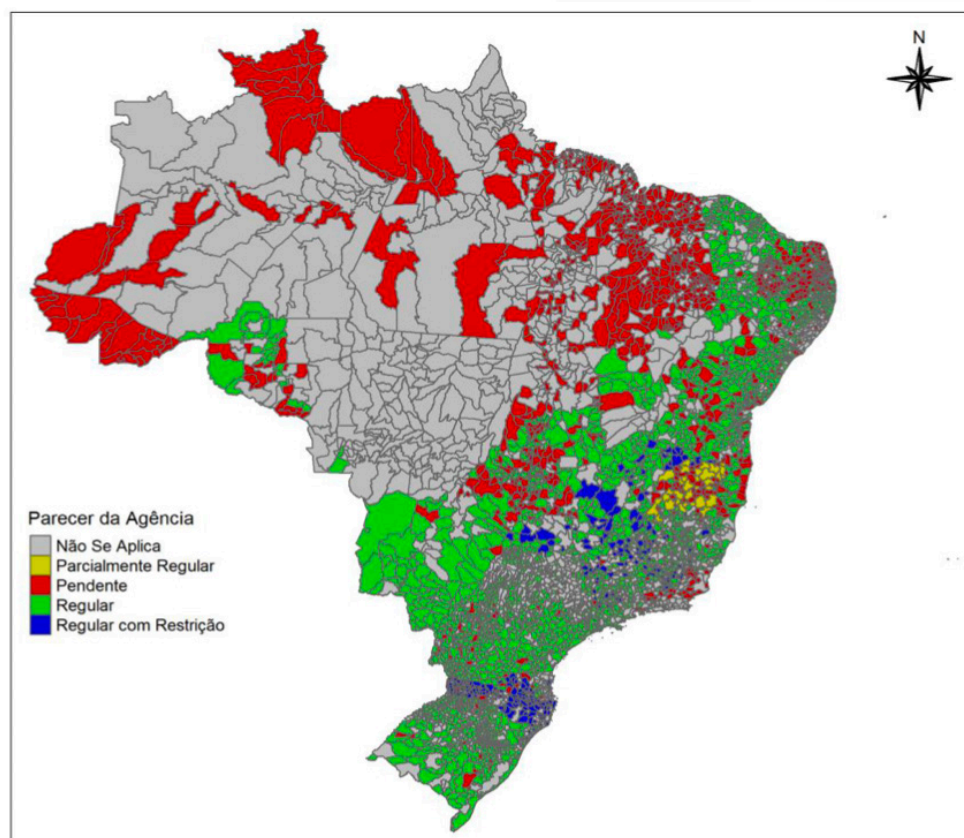 N
Parecer da Agência
Não Se Aplica
Parcialmente Regular
Pendente
Regular
Regular com Restrição